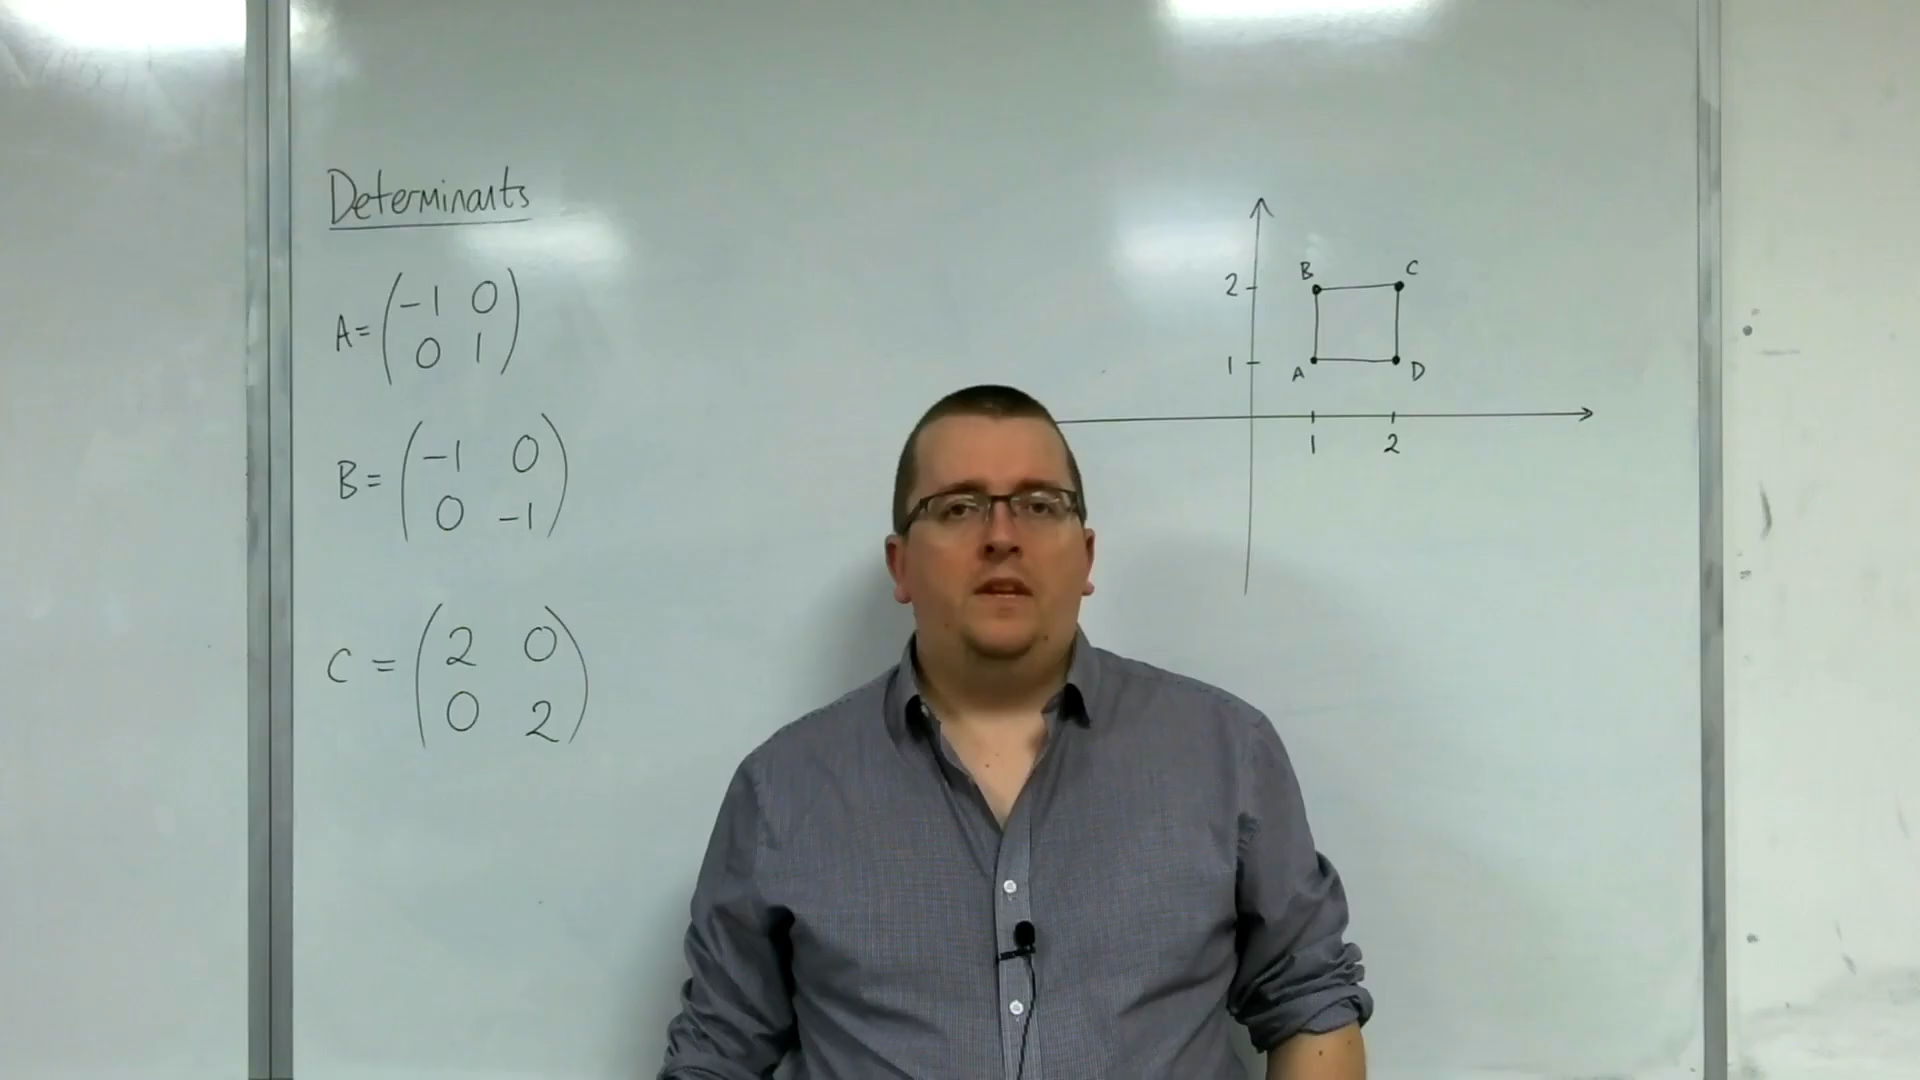 Determinants
A = (-1 0
0 1)
B = (-1 0
0 -1)
C = (2 0
0 2)
B C
2
1
A D
1 2